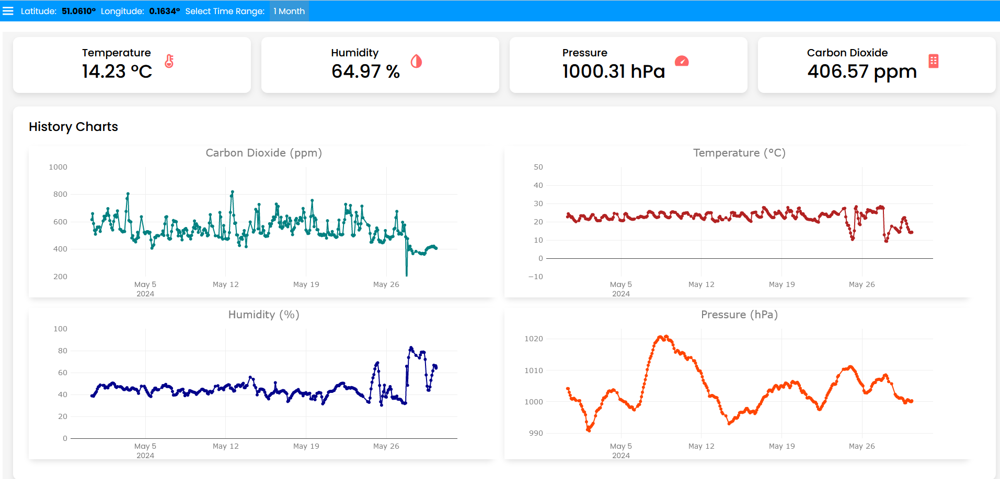 Latitude: 51.0610° Longitude: 0.1634° Select Time Range: 1 Month
Temperature
14.23 °C
Humidity
64.97 %
Pressure
1000.31 hPa
Carbon Dioxide
406.57 ppm
History Charts
Carbon Dioxide (ppm)
1000
800
600
400
200
May 5
2024
May 12
May 19
May 26
Temperature (°C)
50
40
30
20
10
0
−10
May 5
2024
May 12
May 19
May 26
Humidity (%)
100
80
60
40
20
0
May 5
2024
May 12
May 19
May 26
Pressure (hPa)
1020
1010
1000
990
May 5
2024
May 12
May 19
May 26